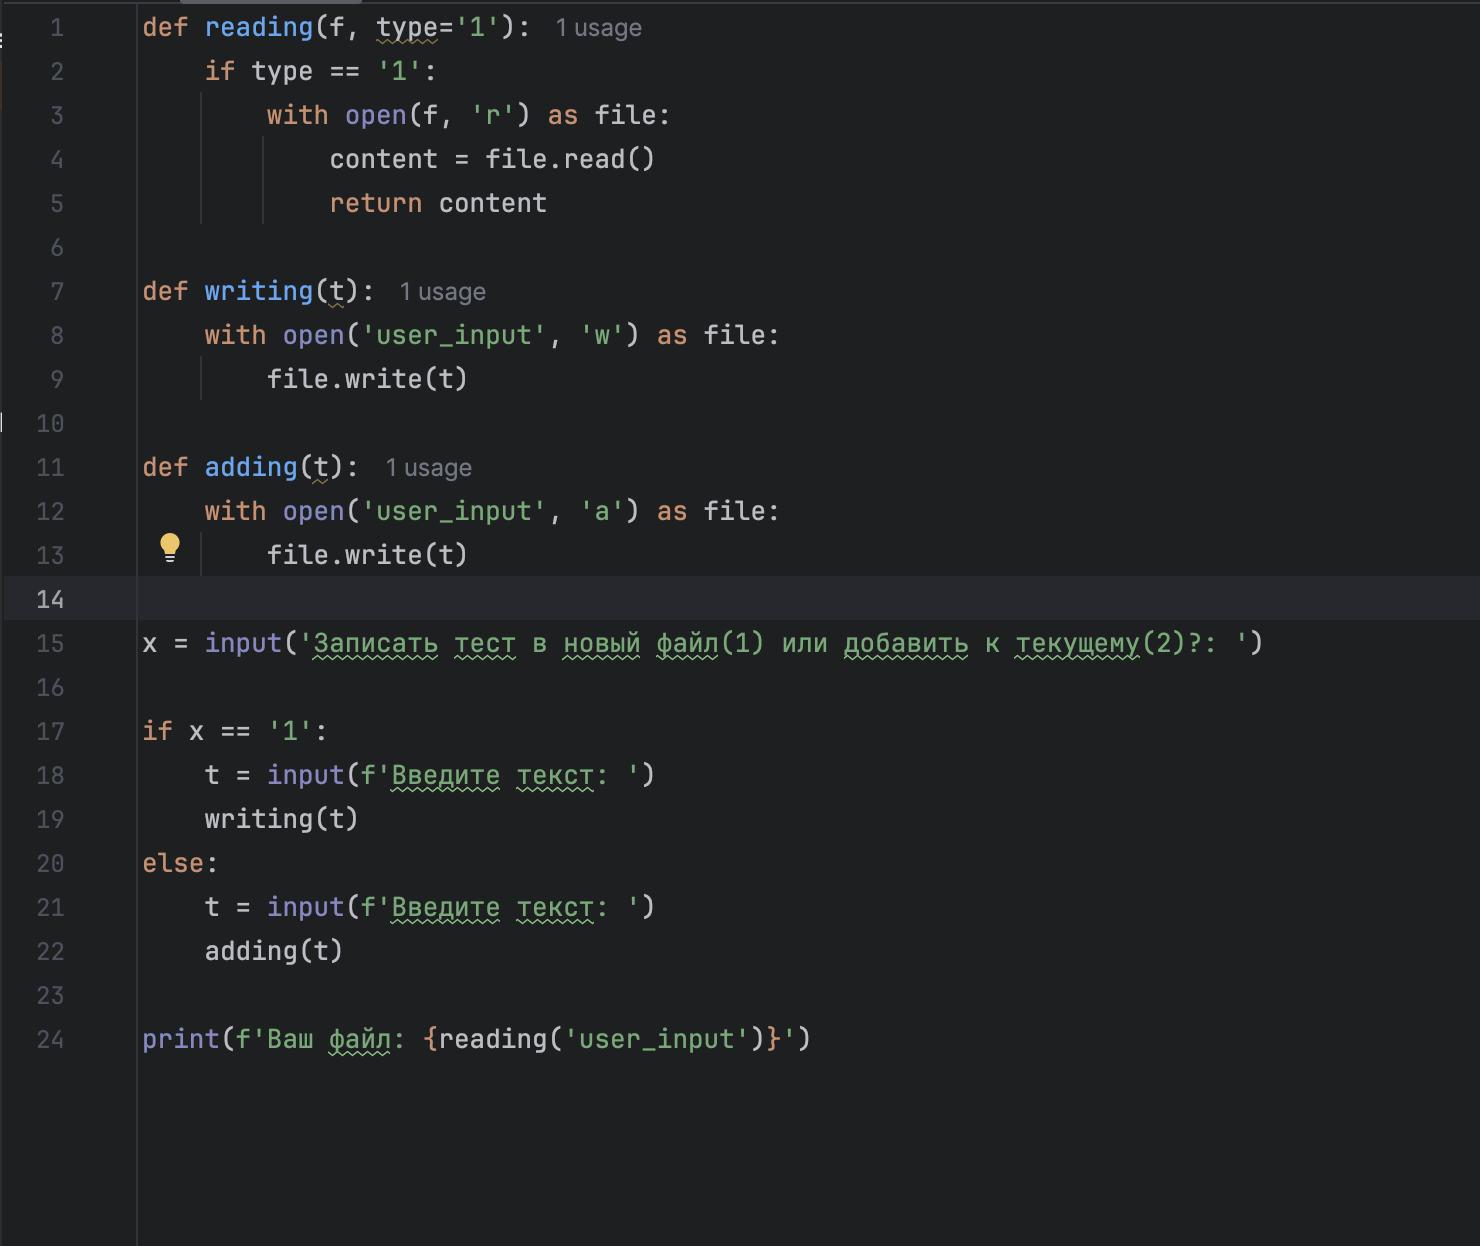 1 def reading(f, type='1'): 1 usage
2     if type == '1':
3         with open(f, 'r') as file:
4             content = file.read()
5             return content
6
7 def writing(t): 1 usage
8     with open('user_input', 'w') as file:
9         file.write(t)
10
11 def adding(t): 1 usage
12     with open('user_input', 'a') as file:
13         file.write(t)
14
15 x = input('Записать тест в новый файл(1) или добавить к текущему(2)?: ')
16
17 if x == '1':
18     t = input(f'Введите текст: ')
19     writing(t)
20 else:
21     t = input(f'Введите текст: ')
22     adding(t)
23
24 print(f'Ваш файл: {reading('user_input')}')